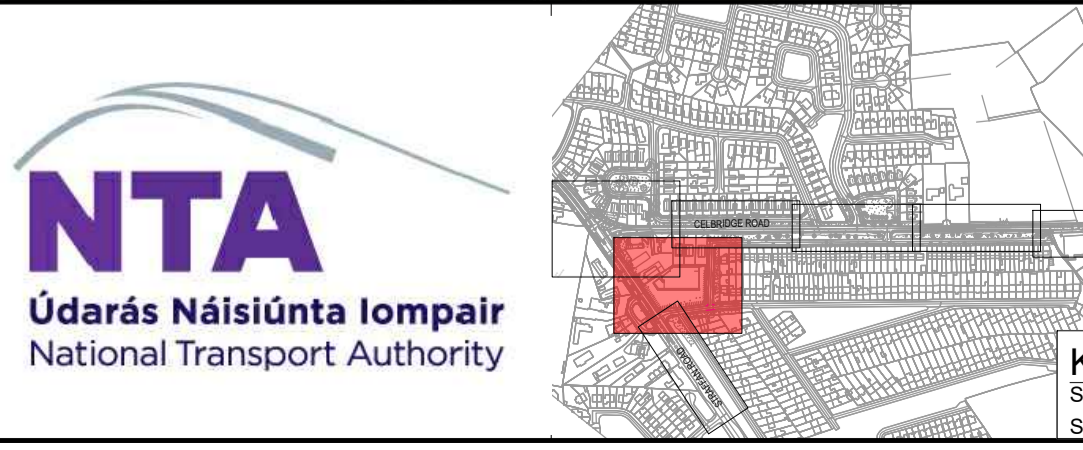 NTA
Údarás Náisiúnta Iompair
National Transport Authority
CELBRIDGE ROAD
STRAFFAN ROAD
K
S
S